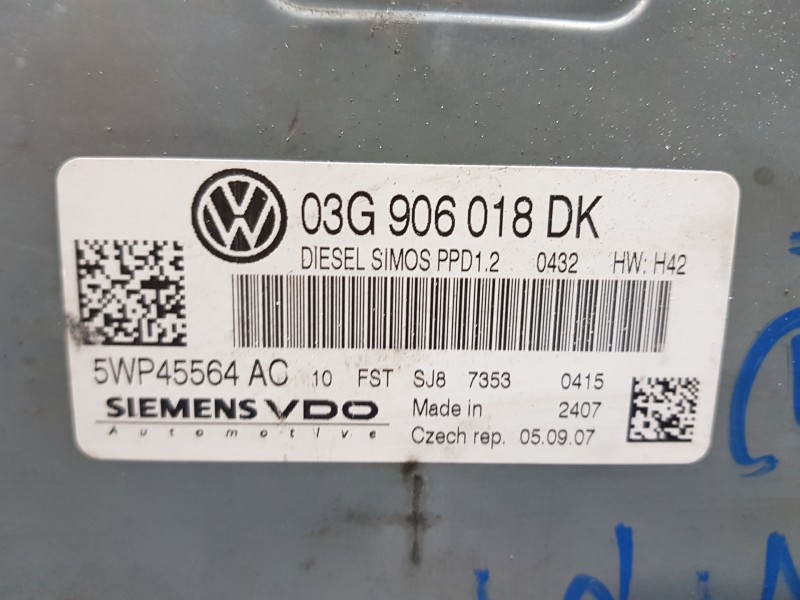 03G 906 018 DK
DIESEL SIMOS PPD1.2 0432 HW: H42
5WP45564 AC 10 FST SJ8 7353 0415
SIEMENS VDO Made in 2407
Automotive Czech rep. 05.09.07